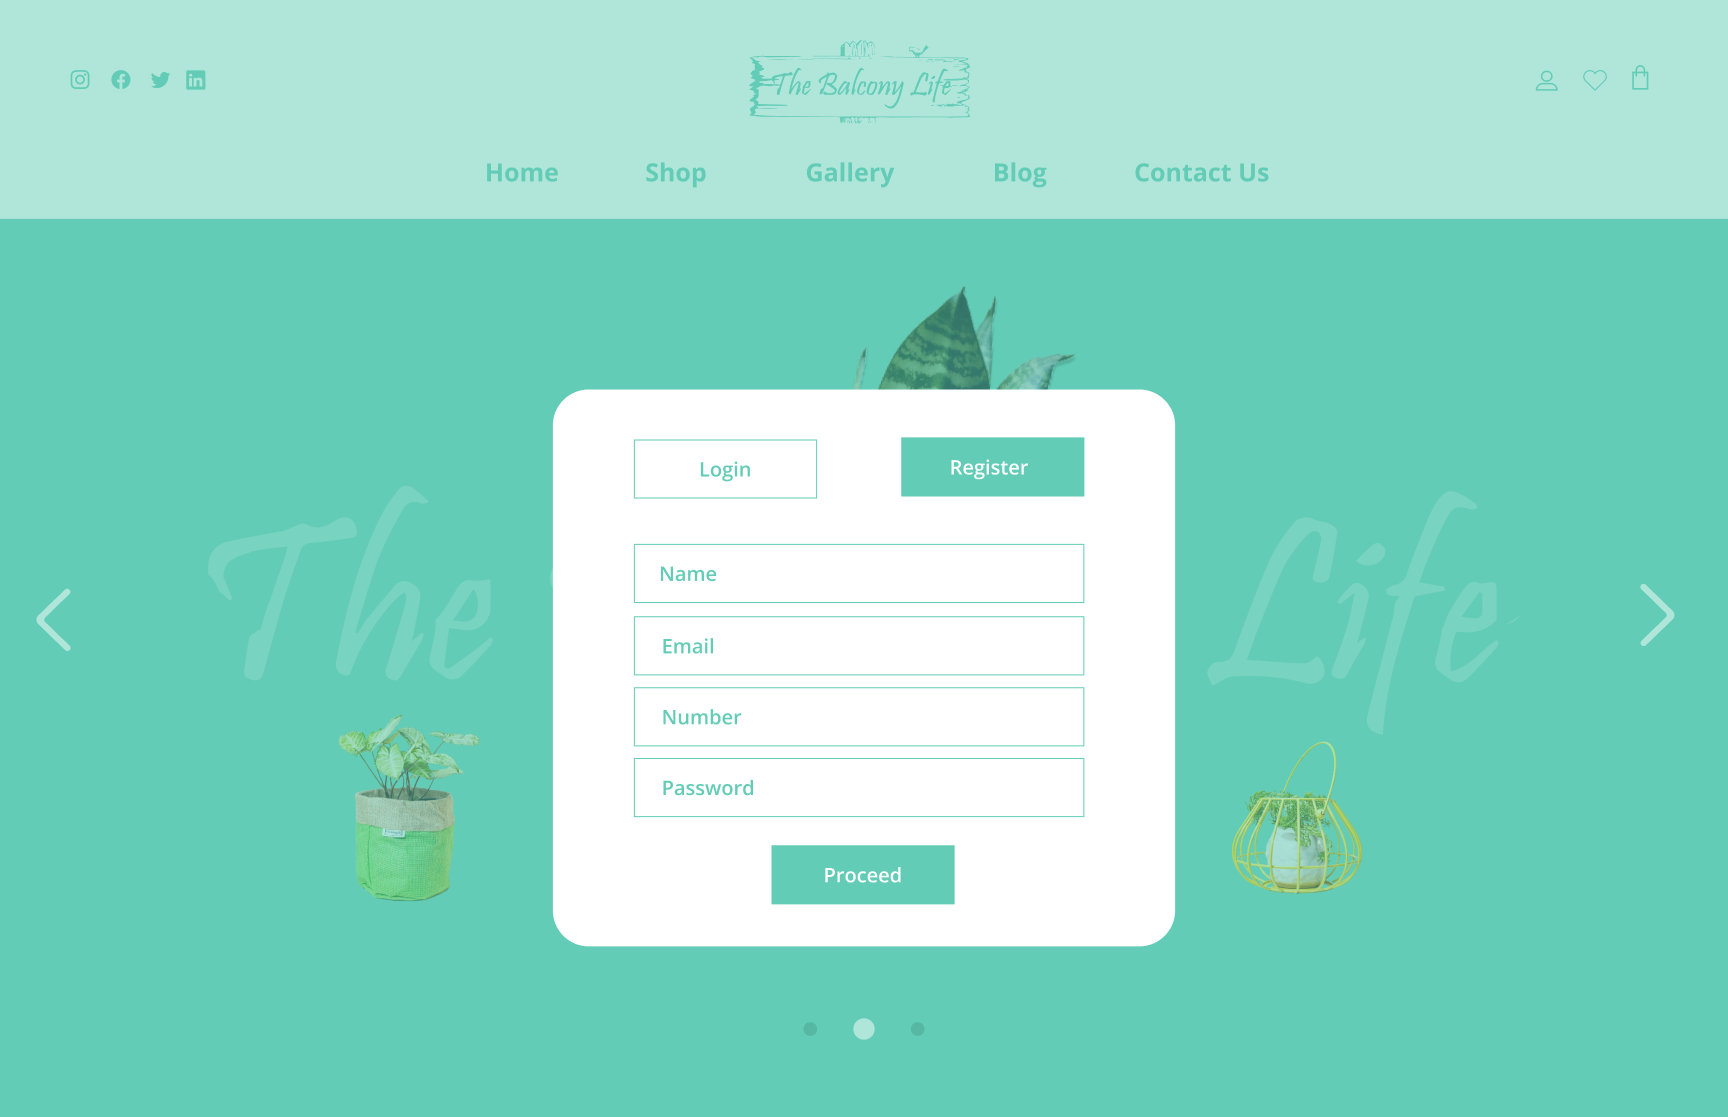 The Balcony Life
Home Shop Gallery Blog Contact Us
Login Register
The Life
Name
Email
Number
Password
Proceed